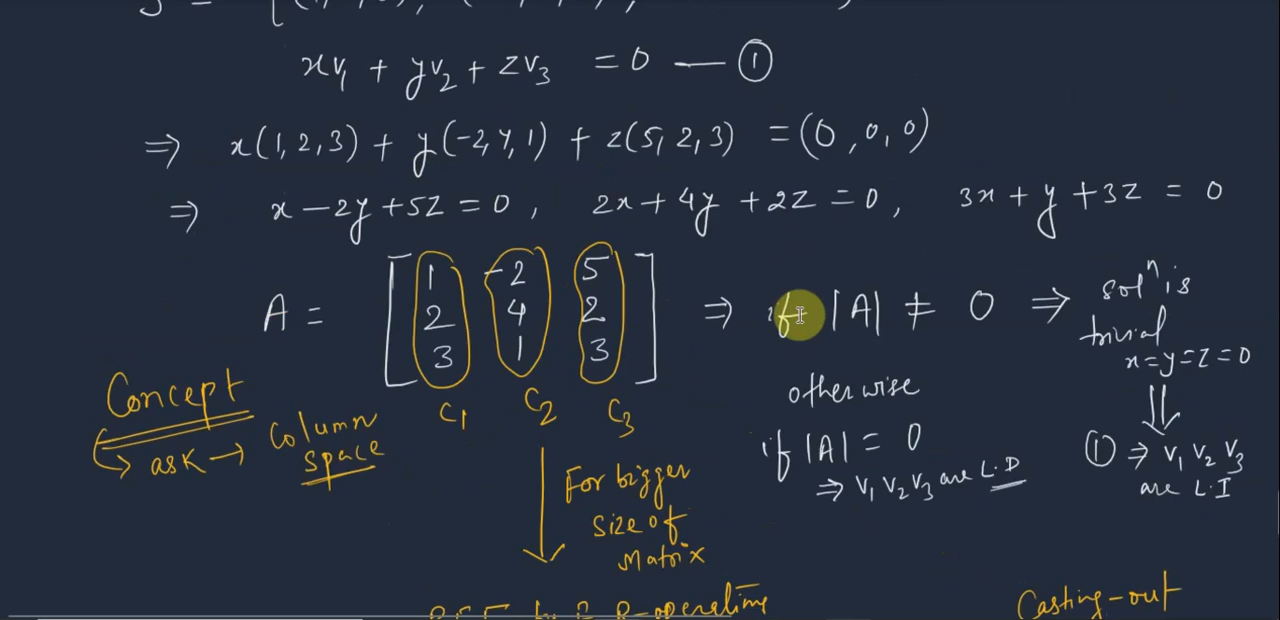 xv₁ + yv₂ + zv₃ = 0 — ①
⇒ x(1, 2, 3) + y(-2, 4, 1) + z(5, 2, 3) = (0, 0, 0)
⇒ x - 2y + 5z = 0, 2x + 4y + 2z = 0, 3x + y + 3z = 0
A = [ 1 -2 5
2 4 2
3 1 3 ]
⇒ if |A| ≠ 0 ⇒ solⁿ is
trivial
x = y = z = 0
⇓
① ⇒ v₁ v₂ v₃
are L.I
otherwise
if |A| = 0
⇒ v₁ v₂ v₃ are L.D
C₁ C₂ C₃
Concept
↳ ask → Column
space
↓ For bigger
size of
Matrix
Casting-out